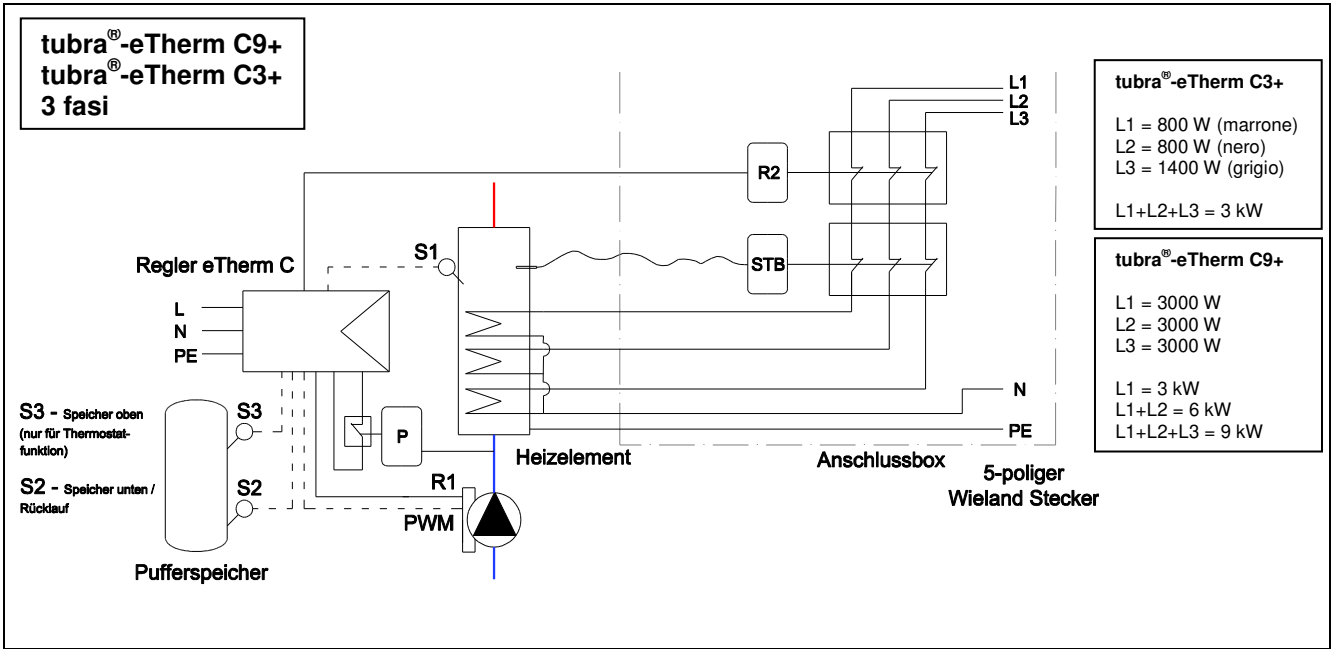 tubra®-eTherm C9+
tubra®-eTherm C3+
3 fasi
L1
L2
L3
tubra®-eTherm C3+
L1 = 800 W (marrone)
L2 = 800 W (nero)
L3 = 1400 W (grigio)
L1+L2+L3 = 3 kW
tubra®-eTherm C9+
L1 = 3000 W
L2 = 3000 W
L3 = 3000 W
L1 = 3 kW
L1+L2 = 6 kW
L1+L2+L3 = 9 kW
R2
STB
S1
Regler eTherm C
L
N
PE
S3 - Speicher oben
(nur für Thermostat-
funktion)
S3
S2 - Speicher unten /
Rücklauf
S2
Pufferspeicher
P
R1
PWM
Heizelement
Anschlussbox
N
PE
5-poliger
Wieland Stecker